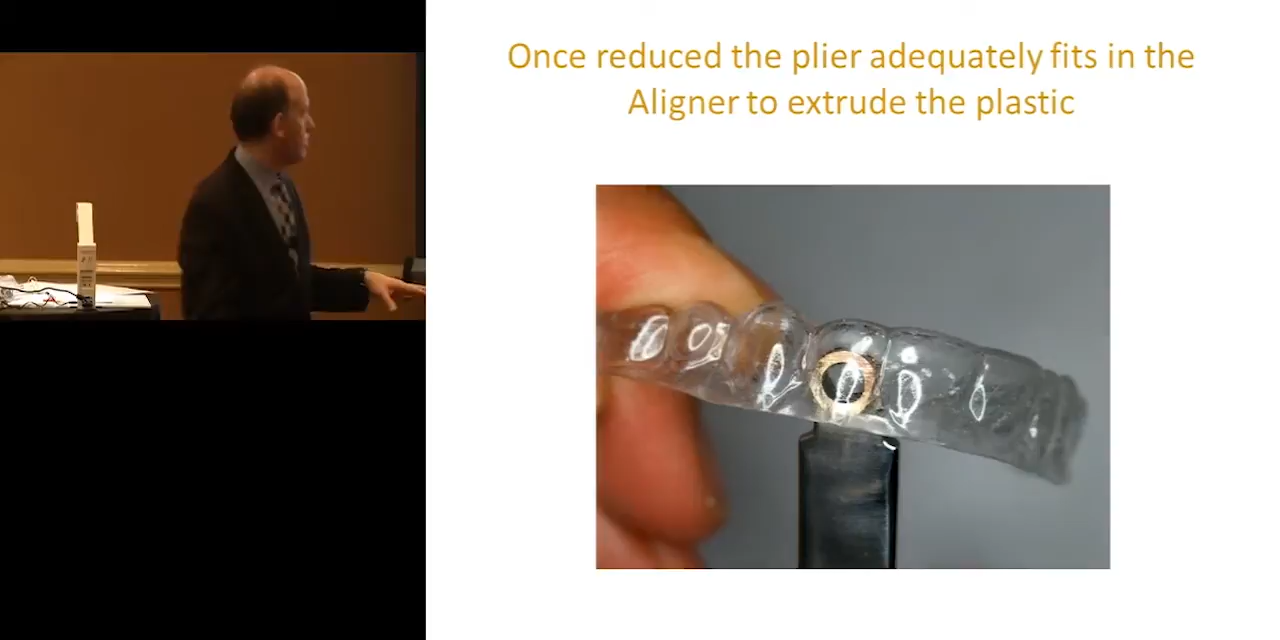 Once reduced the plier adequately fits in the
Aligner to extrude the plastic